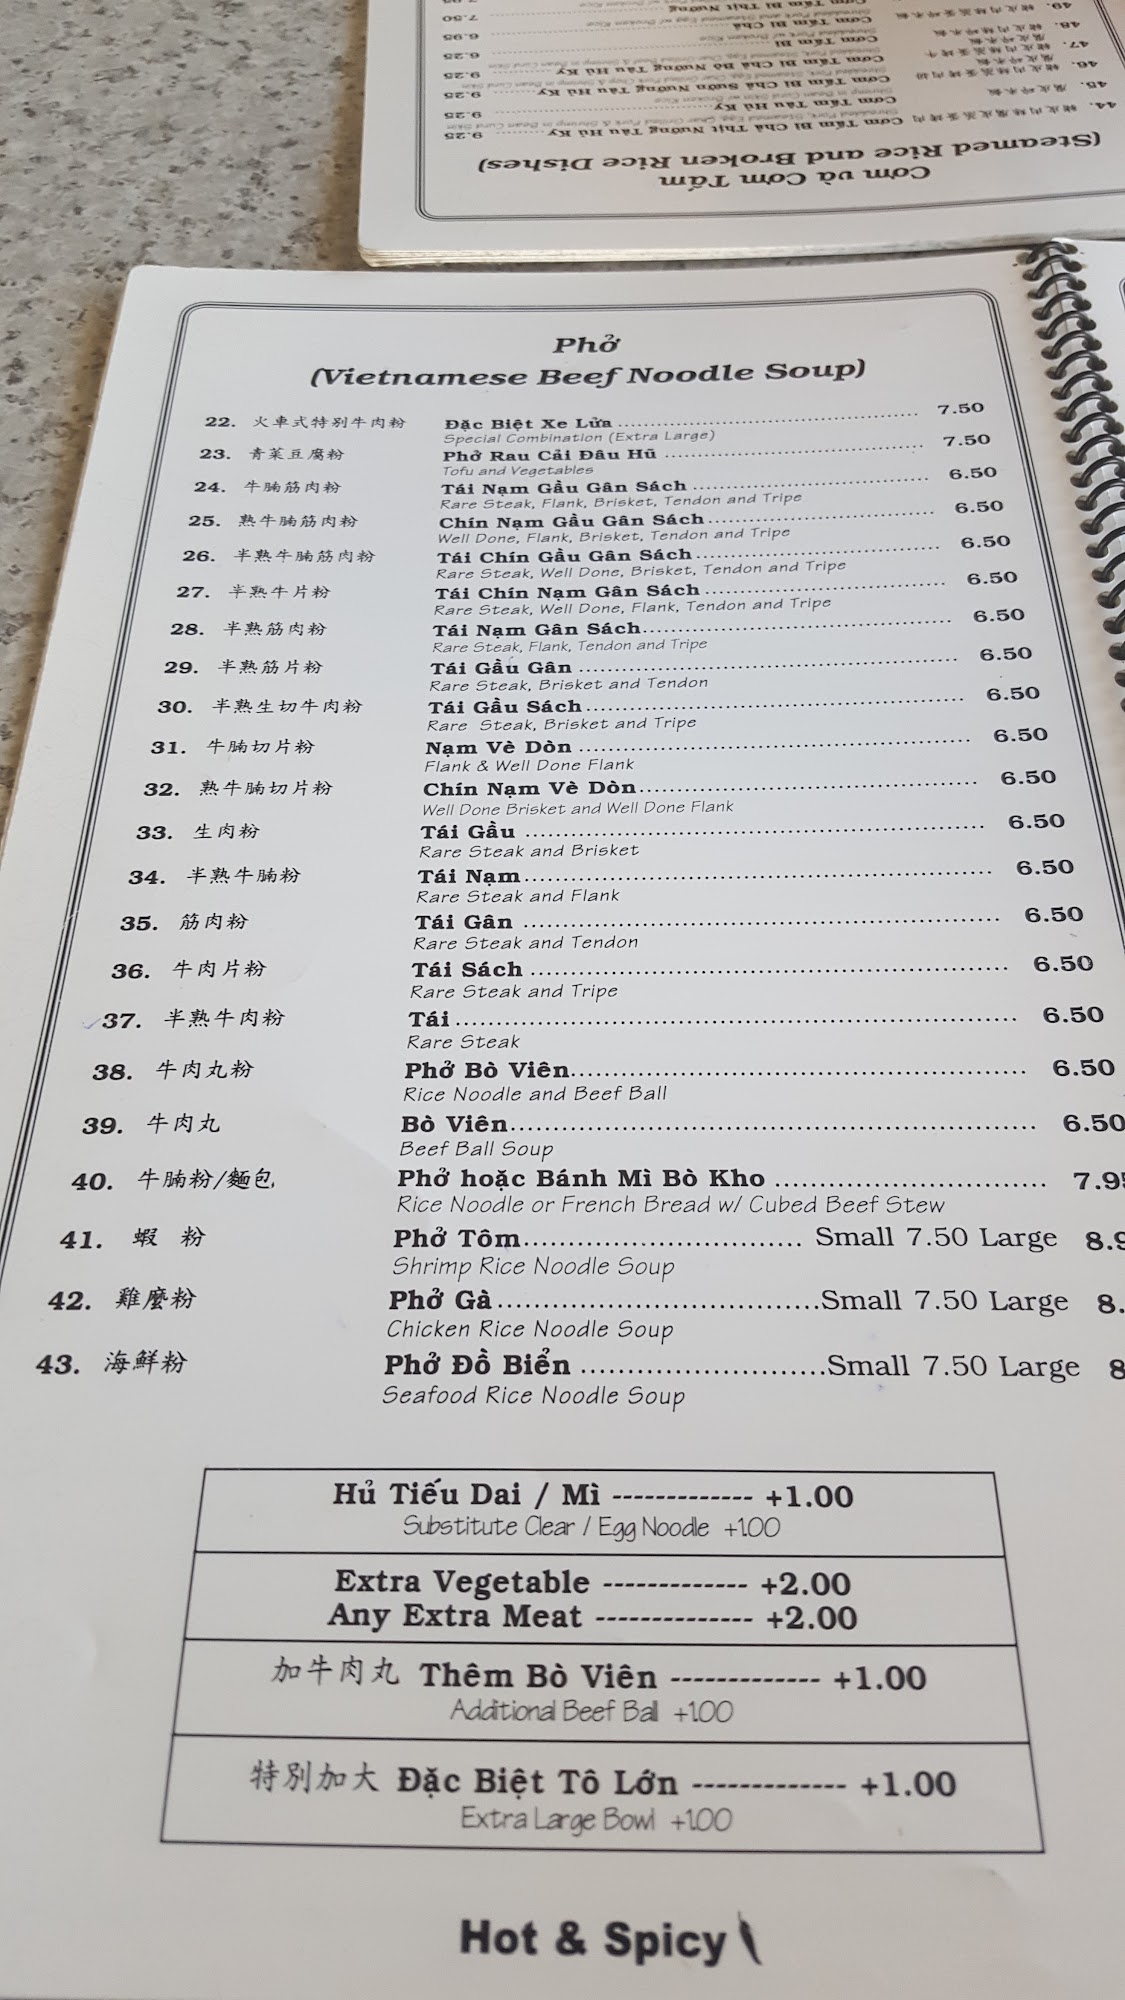 Cơm và Cơm Tấm
(Steamed Rice and Broken Rice Dishes)
Phở
(Vietnamese Beef Noodle Soup)
22. 火車式特別牛肉粉 Đặc Biệt Xe Lửa 7.50
Special Combination (Extra Large)
23. 青菜豆腐粉 Phở Rau Cải Đâu Hũ 7.50
Tofu and Vegetables
24. 牛腩筋肉粉 Tái Nạm Gầu Gân Sách 6.50
Rare Steak, Flank, Brisket, Tendon and Tripe
25. 熟牛腩筋肉粉 Chín Nạm Gầu Gân Sách 6.50
Well Done, Flank, Brisket, Tendon and Tripe
26. 半熟牛腩筋肉粉 Tái Chín Gầu Gân Sách 6.50
Rare Steak, Well Done, Brisket, Tendon and Tripe
27. 半熟牛片粉 Tái Chín Nạm Gân Sách 6.50
Rare Steak, Well Done, Flank, Tendon and Tripe
28. 半熟筋肉粉 Tái Nạm Gân Sách 6.50
Rare Steak, Flank, Tendon and Tripe
29. 半熟筋片粉 Tái Gầu Gân 6.50
Rare Steak, Brisket and Tendon
30. 半熟生切牛肉粉 Tái Gầu Sách 6.50
Rare Steak, Brisket and Tripe
31. 牛腩切片粉 Nạm Vè Dòn 6.50
Flank & Well Done Flank
32. 熟牛腩切片粉 Chín Nạm Vè Dòn 6.50
Well Done Brisket and Well Done Flank
33. 生肉粉 Tái Gầu 6.50
Rare Steak and Brisket
34. 半熟牛腩粉 Tái Nạm 6.50
Rare Steak and Flank
35. 筋肉粉 Tái Gân 6.50
Rare Steak and Tendon
36. 牛肉片粉 Tái Sách 6.50
Rare Steak and Tripe
37. 半熟牛肉粉 Tái 6.50
Rare Steak
38. 牛肉丸粉 Phở Bò Viên 6.50
Rice Noodle and Beef Ball
39. 牛肉丸 Bò Viên 6.50
Beef Ball Soup
40. 牛腩粉/麵包 Phở hoặc Bánh Mì Bò Kho 7.95
Rice Noodle or French Bread w/ Cubed Beef Stew
41. 蝦 粉 Phở Tôm Small 7.50 Large 8.9
Shrimp Rice Noodle Soup
42. 雞麼粉 Phở Gà Small 7.50 Large 8.
Chicken Rice Noodle Soup
43. 海鮮粉 Phở Đồ Biển Small 7.50 Large 8
Seafood Rice Noodle Soup
Hủ Tiếu Dai / Mì ------------- +1.00
Substitute Clear / Egg Noodle +1.00
Extra Vegetable ------------- +2.00
Any Extra Meat -------------- +2.00
加牛肉丸 Thêm Bò Viên ------------- +1.00
Additional Beef Ball +1.00
特別加大 Đặc Biệt Tô Lớn ------------- +1.00
Extra Large Bowl +1.00
Hot & Spicy